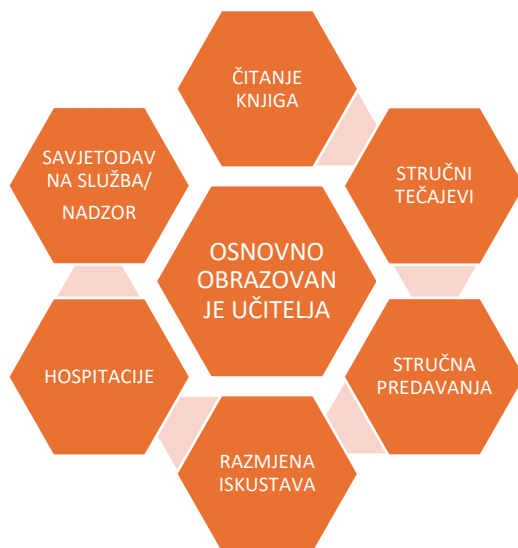 ČITANJE
KNJIGA
SAVJETODAV
NA SLUŽBA/
NADZOR
STRUČNI
TEČAJEVI
OSNOVNO
OBRAZOVAN
JE UČITELJA
HOSPITACIJE
STRUČNA
PREDAVANJA
RAZMJENA
ISKUSTAVA